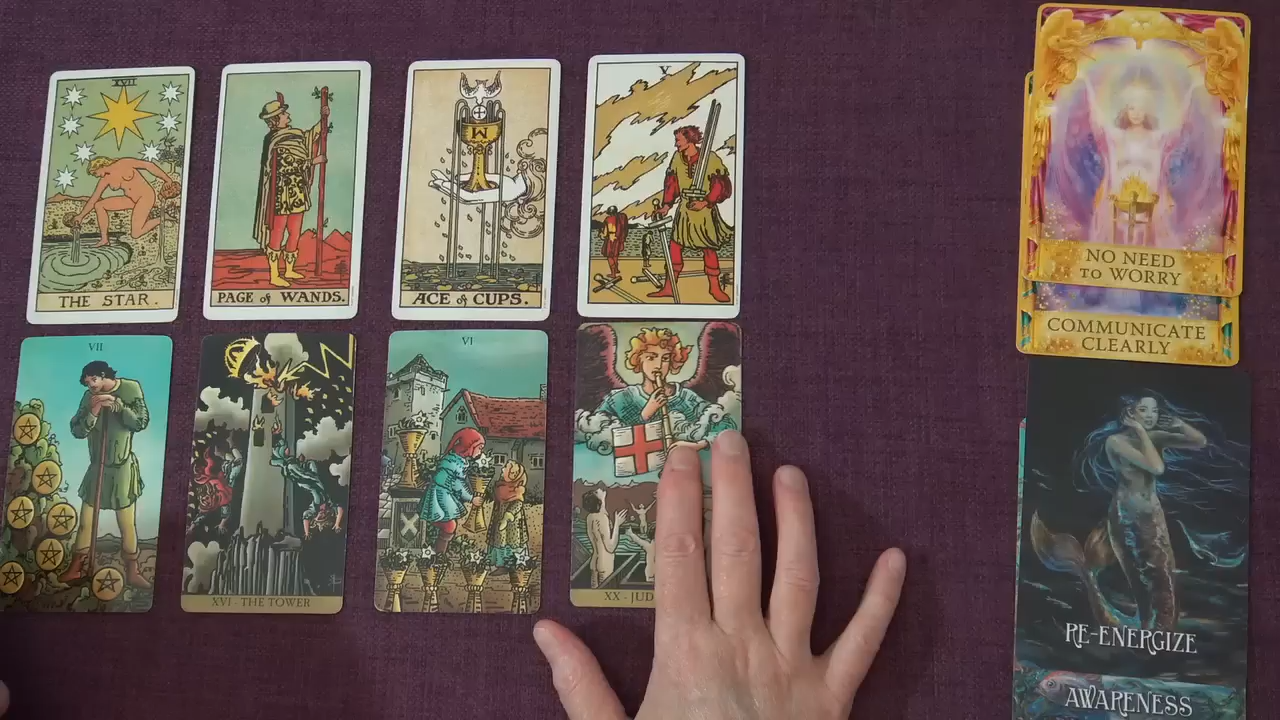 XVII
THE STAR.
PAGE of WANDS.
ACE of CUPS.
V
VII
XVI - THE TOWER
VI
XX - JUD
NO NEED
TO WORRY
COMMUNICATE
CLEARLY
RE-ENERGIZE
AWARENESS